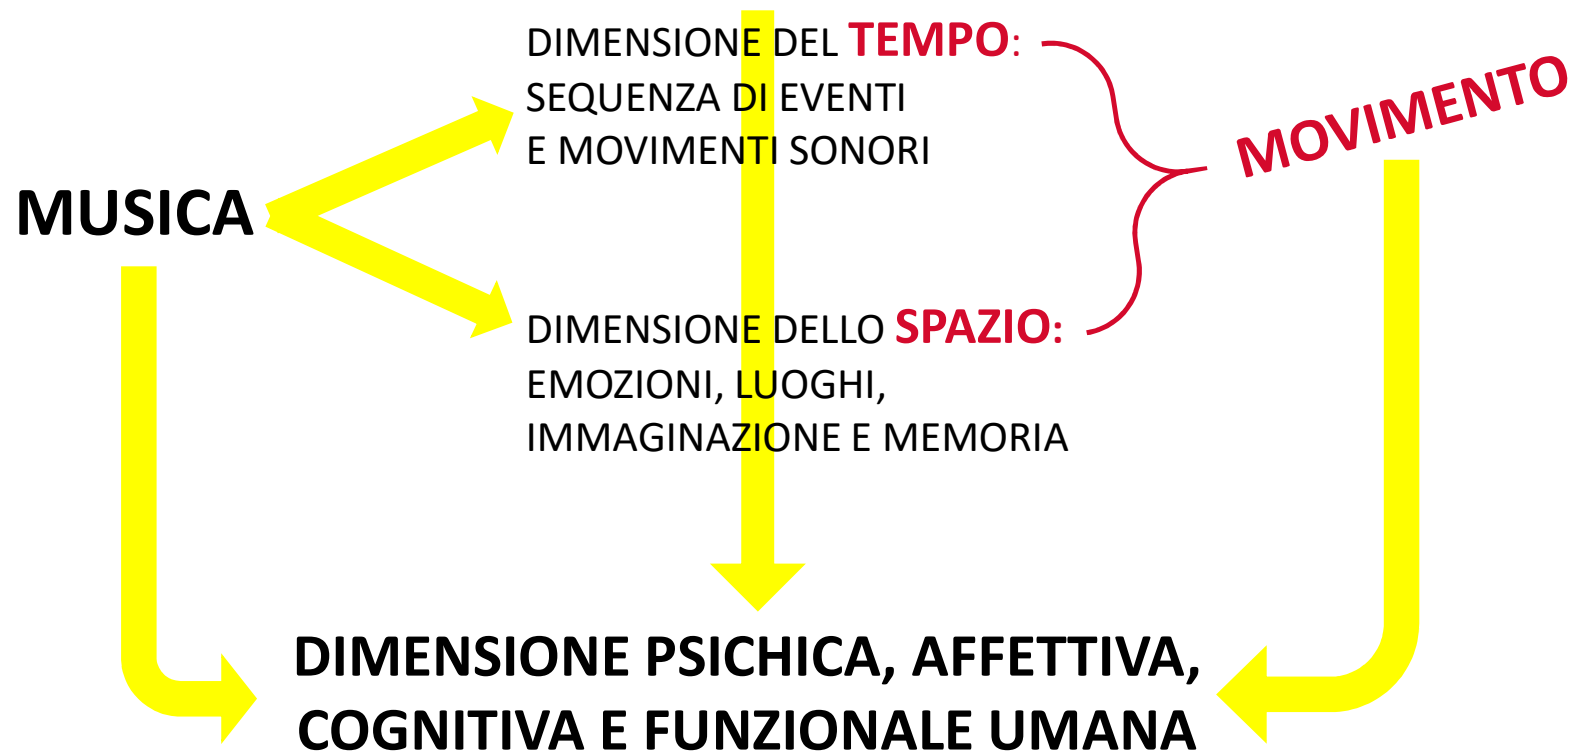 DIMENSIONE DEL TEMPO:
SEQUENZA DI EVENTI
E MOVIMENTI SONORI
MOVIMENTO
MUSICA
DIMENSIONE DELLO SPAZIO:
EMOZIONI, LUOGHI,
IMMAGINAZIONE E MEMORIA
DIMENSIONE PSICHICA, AFFETTIVA,
COGNITIVA E FUNZIONALE UMANA